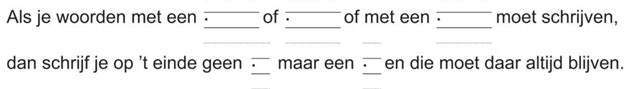 Als je woorden met een of of met een moet schrijven,
dan schrijf je op 't einde geen maar een en die moet daar altijd blijven.